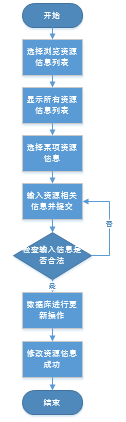 开始
选择浏览资源
信息列表
显示所有资源
信息列表
选择某项资源
信息
输入资源相关
信息并提交
否
检查输入信息是
否合法
是
数据库进行更
新操作
修改资源信息
成功
结束